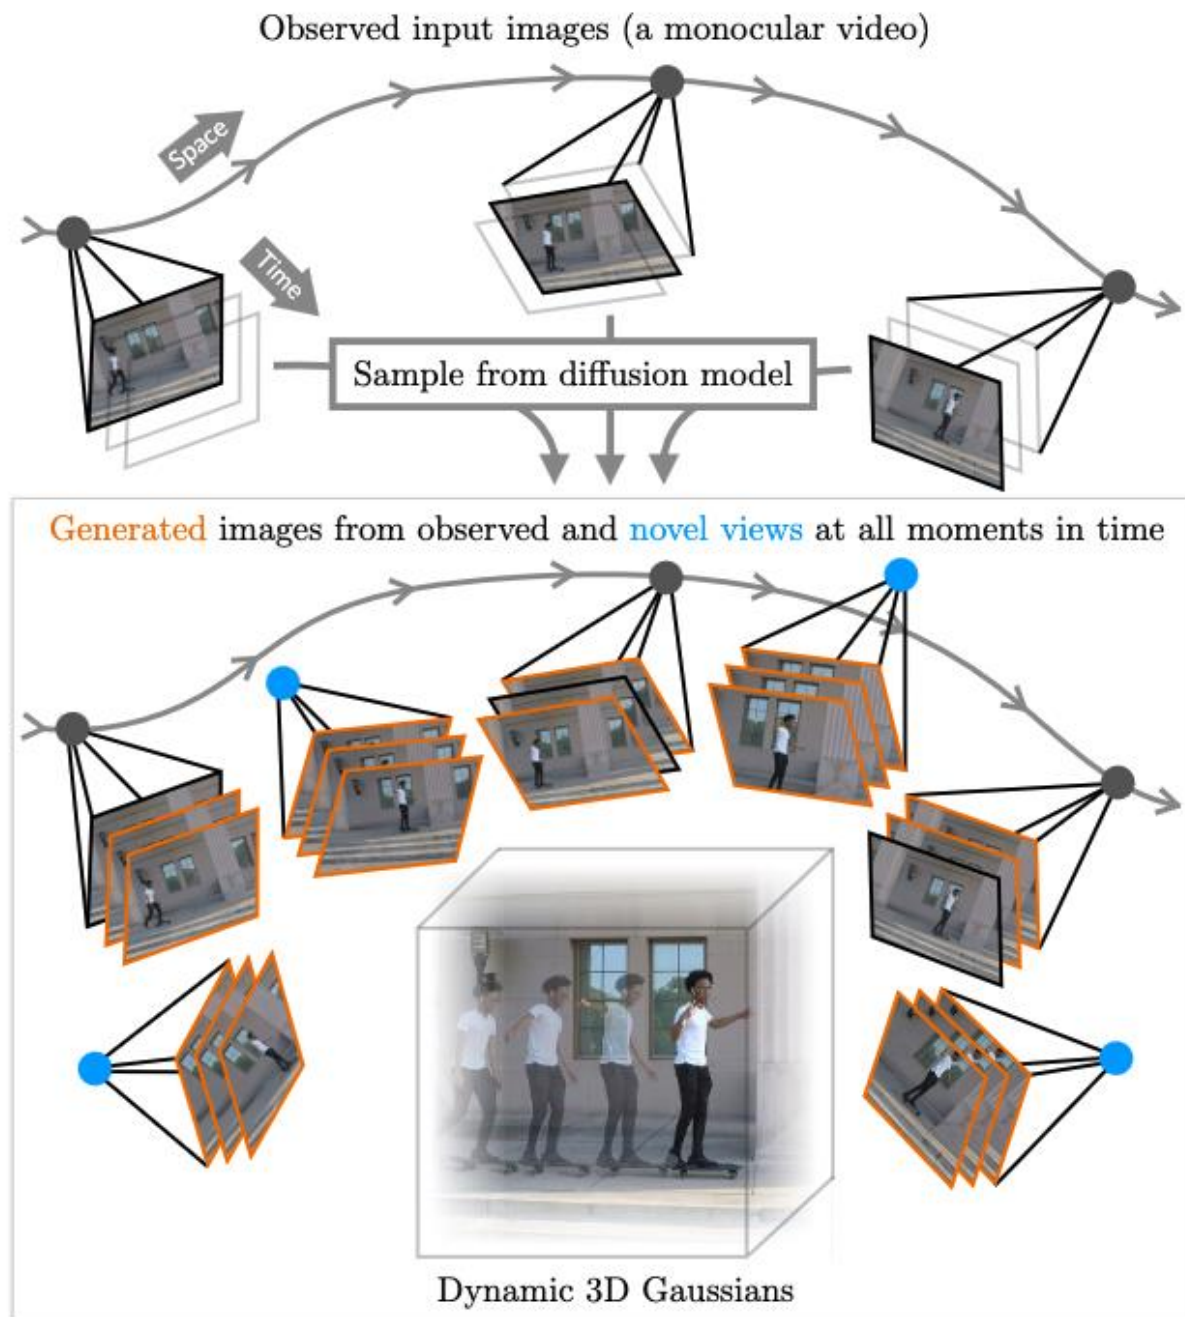 Observed input images (a monocular video)
Space
Time
Sample from diffusion model
Generated images from observed and novel views at all moments in time
Dynamic 3D Gaussians